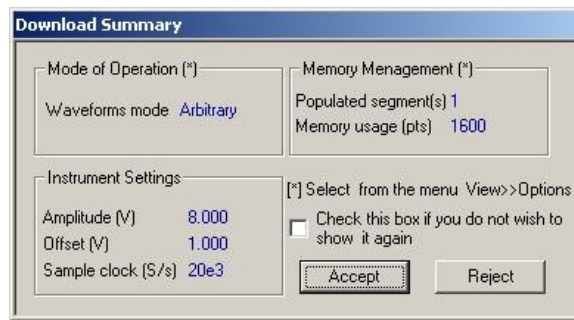 Download Summary
Mode of Operation (*)
Waveforms mode Arbitrary
Memory Menagement (*)
Populated segment(s) 1
Memory usage (pts) 1600
Instrument Settings
Amplitude (V) 8.000
Offset (V) 1.000
Sample clock (S/s) 20e3
[*] Select from the menu View>>Options
Check this box if you do not wish to
show it again
Accept
Reject